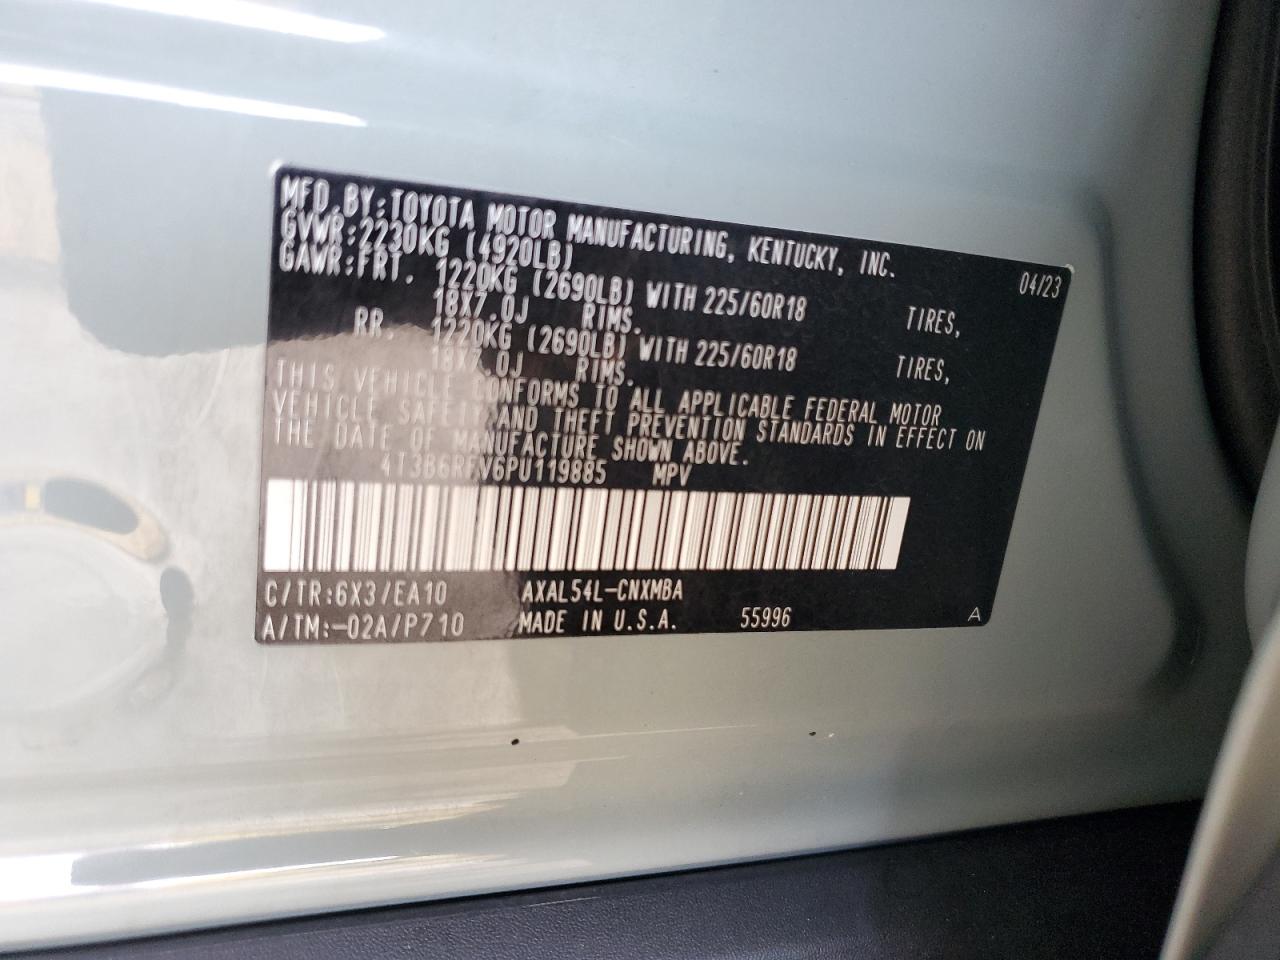 MFD. BY: TOYOTA MOTOR MANUFACTURING, KENTUCKY, INC. 04/23
GVWR: 2230KG (4920LB)
GAWR: FRT. 1220KG (2690LB) WITH 225/60R18 TIRES,
18X7.0J RIMS.
RR. 1220KG (2690LB) WITH 225/60R18 TIRES,
18X7.0J RIMS.
THIS VEHICLE CONFORMS TO ALL APPLICABLE FEDERAL MOTOR
VEHICLE SAFETY AND THEFT PREVENTION STANDARDS IN EFFECT ON
THE DATE OF MANUFACTURE SHOWN ABOVE.
4T3B6RFV6PU119885 MPV
C/TR:6X3/EA10 AXAL54L-CNXMBA
A/TM:-02A/P710 MADE IN U.S.A. 55996 A